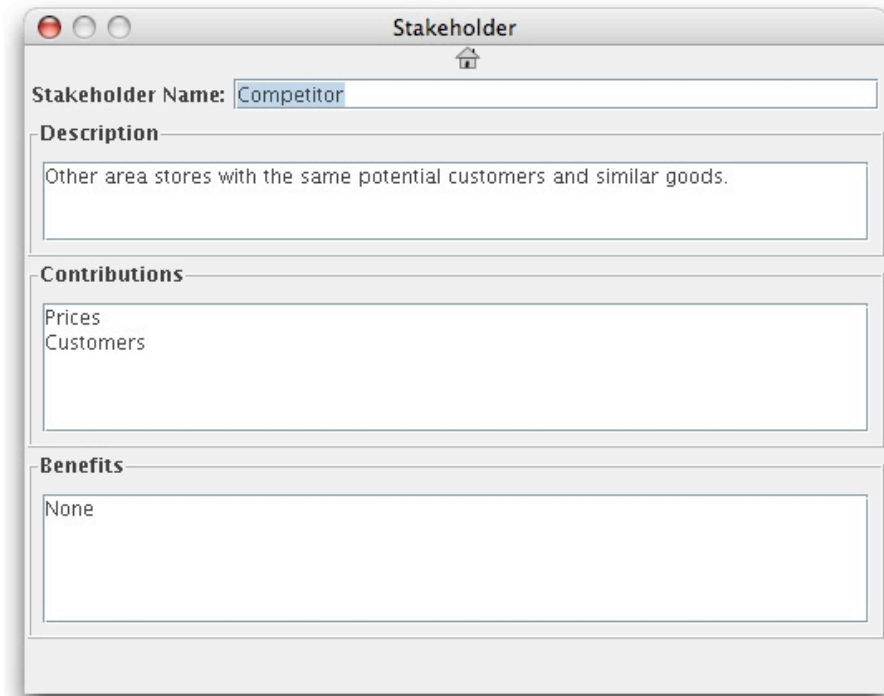 Stakeholder
Stakeholder Name: Competitor
Description
Other area stores with the same potential customers and similar goods.
Contributions
Prices
Customers
Benefits
None